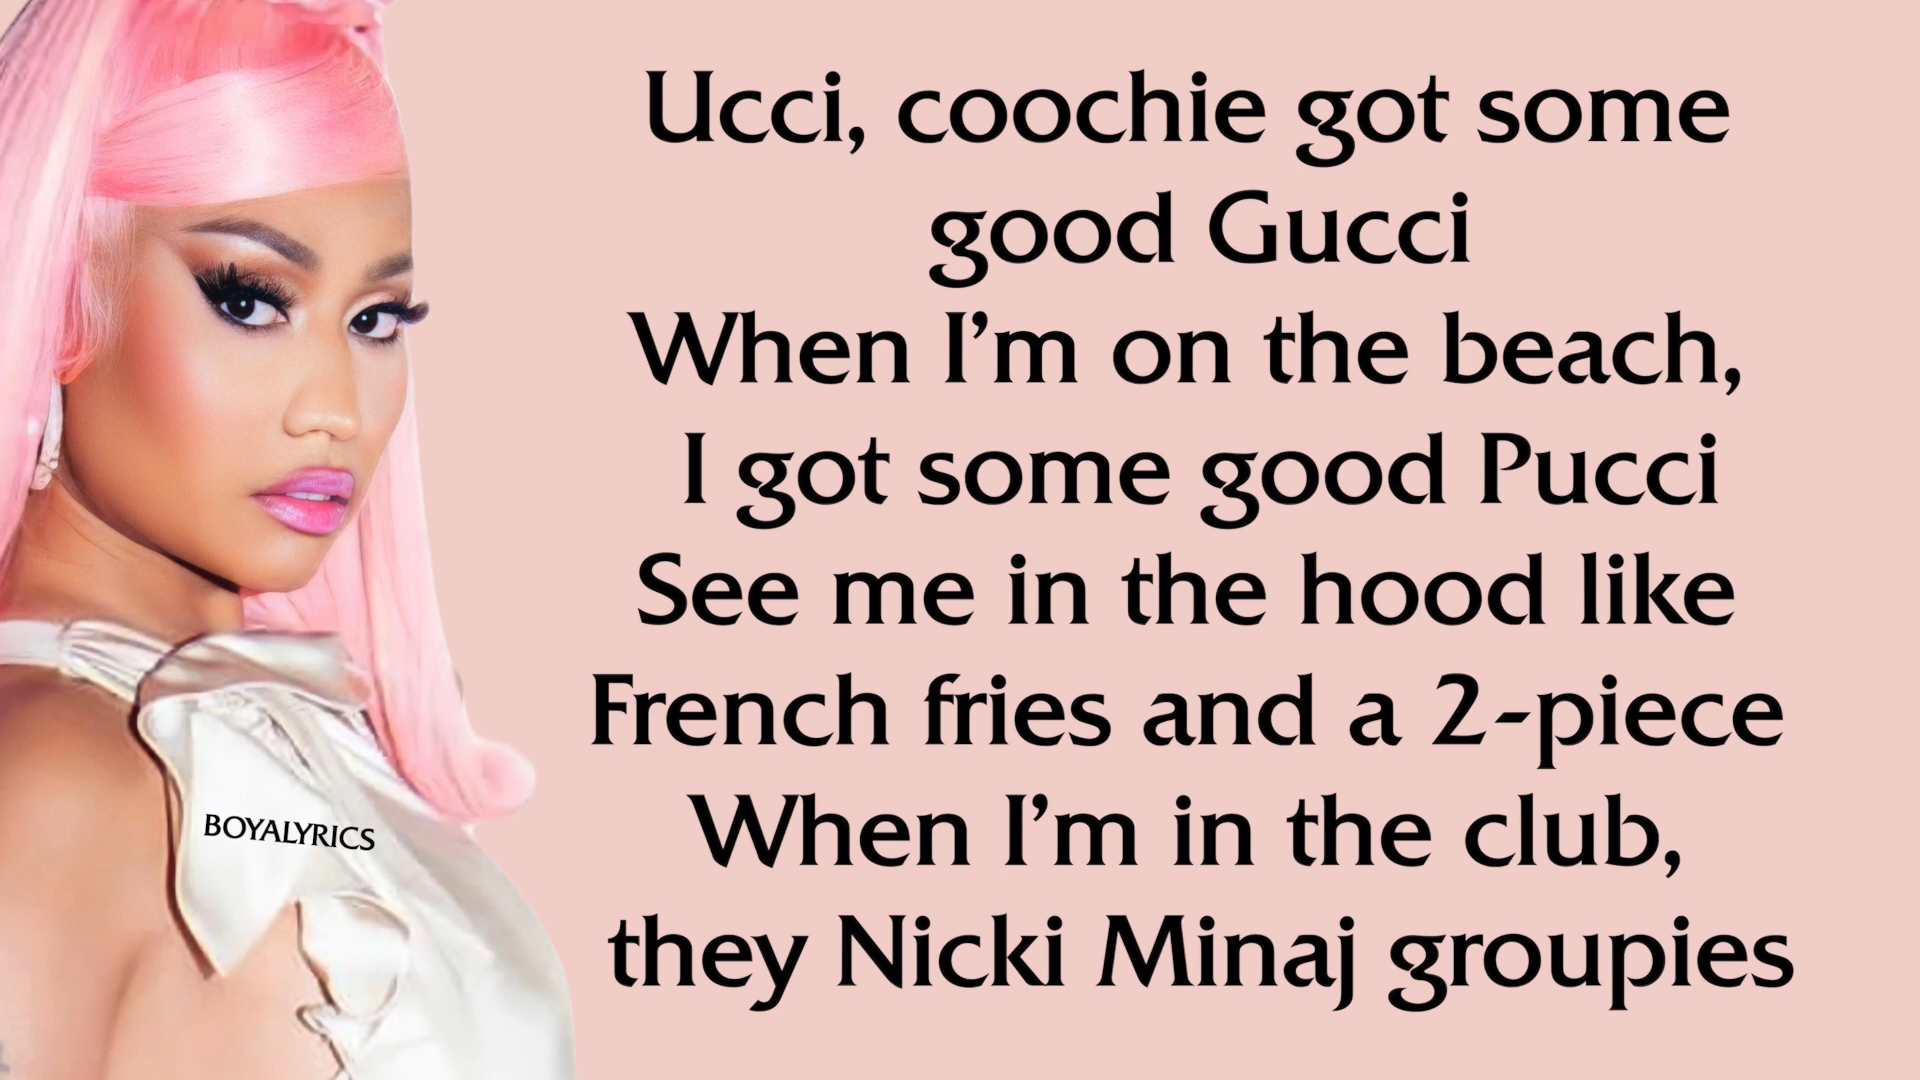 Ucci, coochie got some
good Gucci
When I’m on the beach,
I got some good Pucci
See me in the hood like
French fries and a 2-piece
When I’m in the club,
they Nicki Minaj groupies
BOYALYRICS